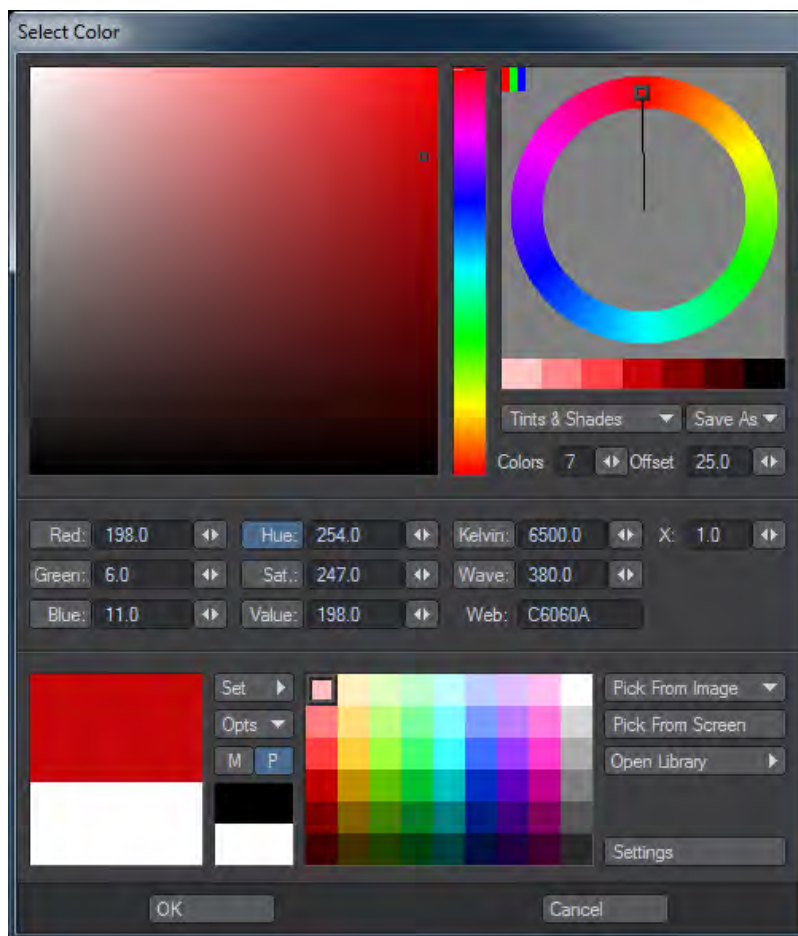 Select Color
Tints & Shades Save As
Colors 7 Offset 25.0
Red: 198.0 Hue: 254.0 Kelvin: 6500.0 X: 1.0
Green: 6.0 Sat.: 247.0 Wave: 380.0
Blue: 11.0 Value: 198.0 Web: C6060A
Set Pick From Image
Opts Pick From Screen
M P Open Library
Settings
OK Cancel